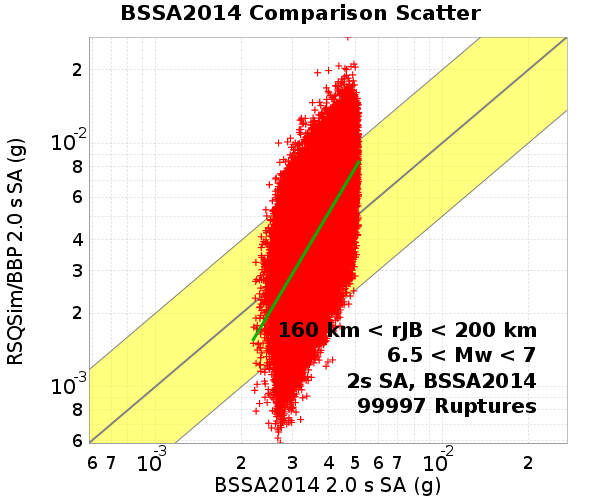 BSSA2014 Comparison Scatter
RSQSim/BBP 2.0 s SA (g)
2
10^-2
8
6
4
3
2
10^-3
8
6
160 km < rJB < 200 km
6.5 < Mw < 7
2s SA, BSSA2014
99997 Ruptures
6 7 10^-3 2 3 4 5 6 7 10^-2 2
BSSA2014 2.0 s SA (g)